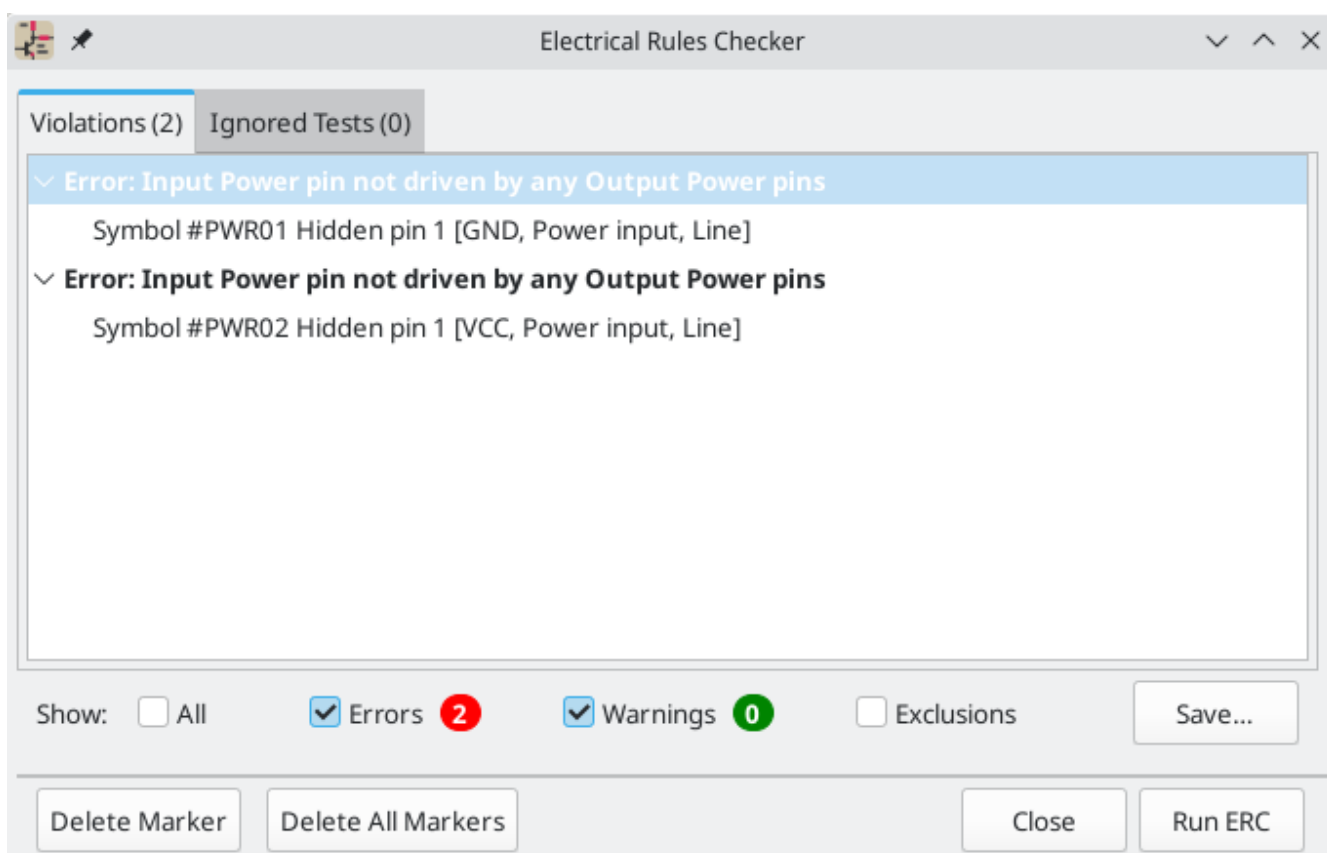 Electrical Rules Checker
Violations (2) Ignored Tests (0)
Error: Input Power pin not driven by any Output Power pins
Symbol #PWR01 Hidden pin 1 [GND, Power input, Line]
Error: Input Power pin not driven by any Output Power pins
Symbol #PWR02 Hidden pin 1 [VCC, Power input, Line]
Show: All Errors 2 Warnings 0 Exclusions Save...
Delete Marker Delete All Markers Close Run ERC